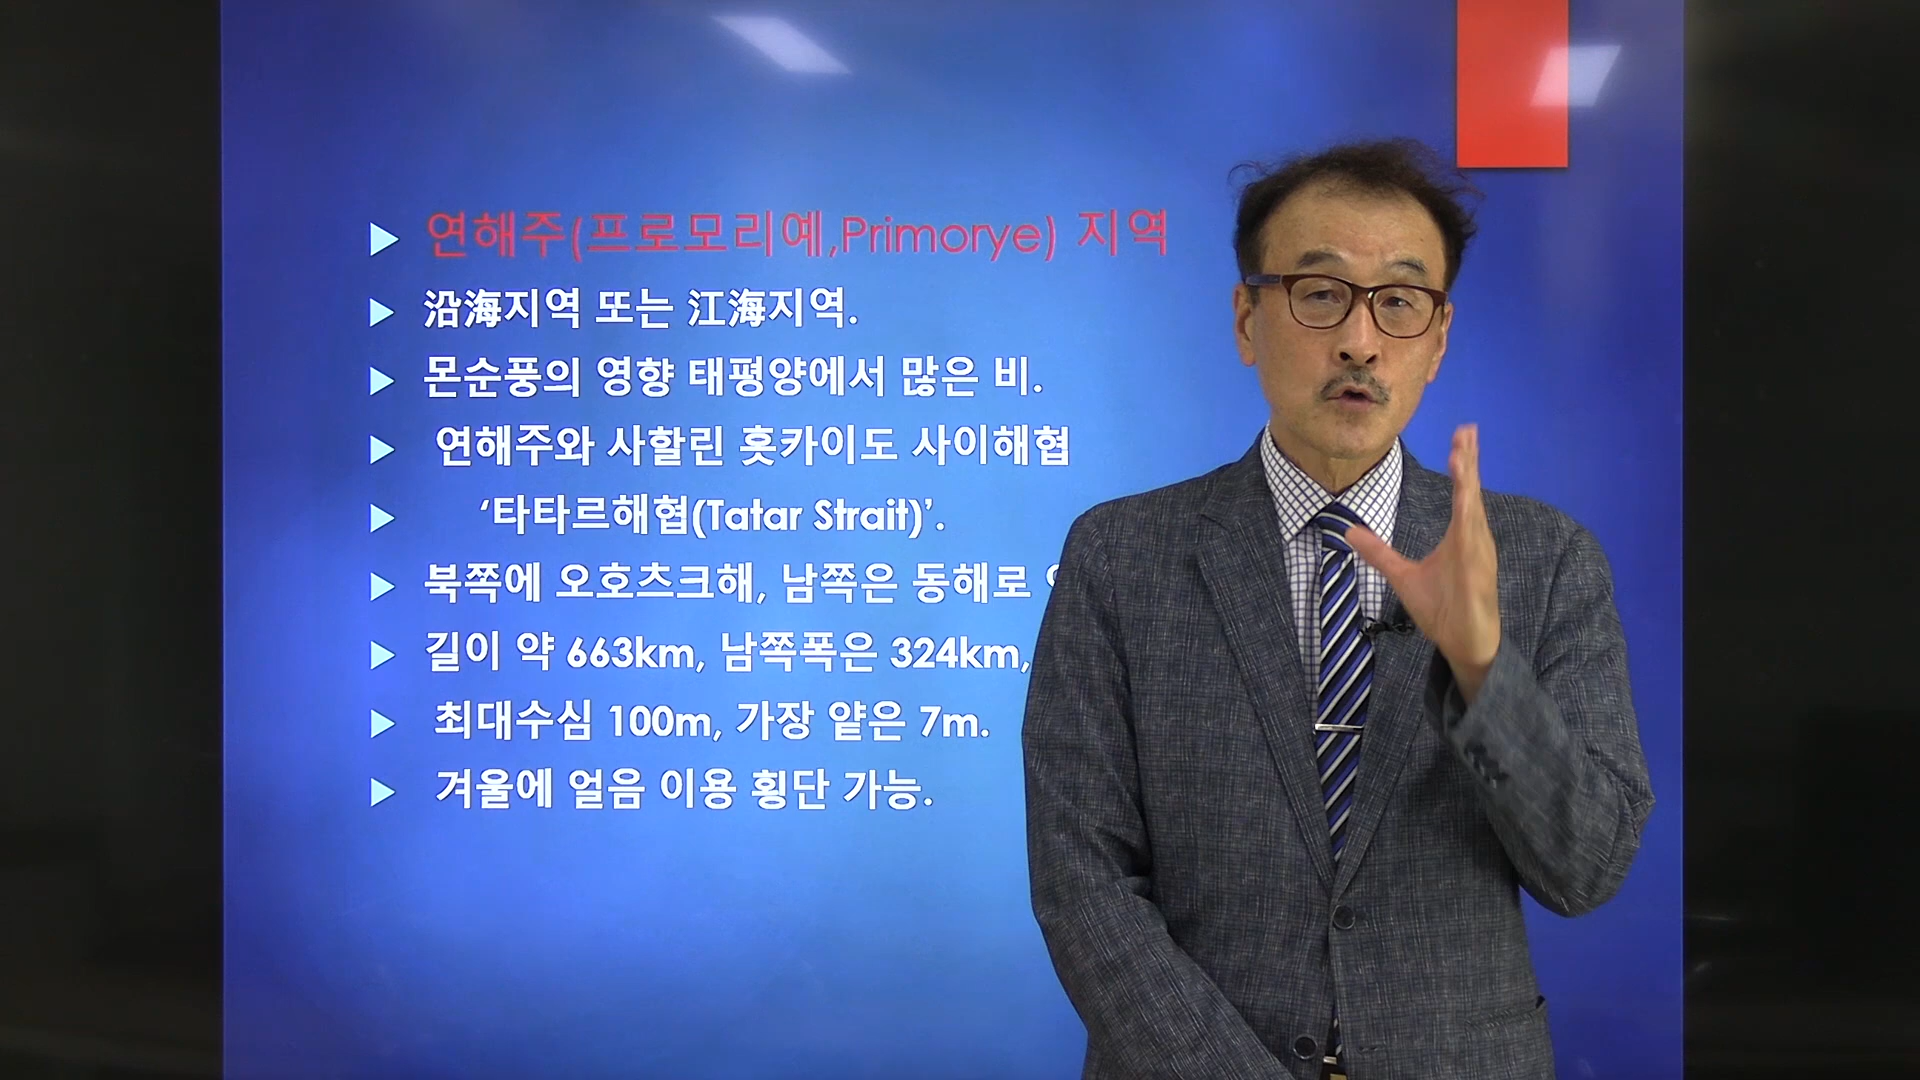 연해주(프로모리예,Primorye) 지역
沿海지역 또는 江海지역.
몬순풍의 영향 태평양에서 많은 비.
연해주와 사할린 홋카이도 사이해협
‘타타르해협(Tatar Strait)’.
북쪽에 오호츠크해, 남쪽은 동해로
길이 약 663km, 남쪽폭은 324km,
최대수심 100m, 가장 얕은 7m.
겨울에 얼음 이용 횡단 가능.